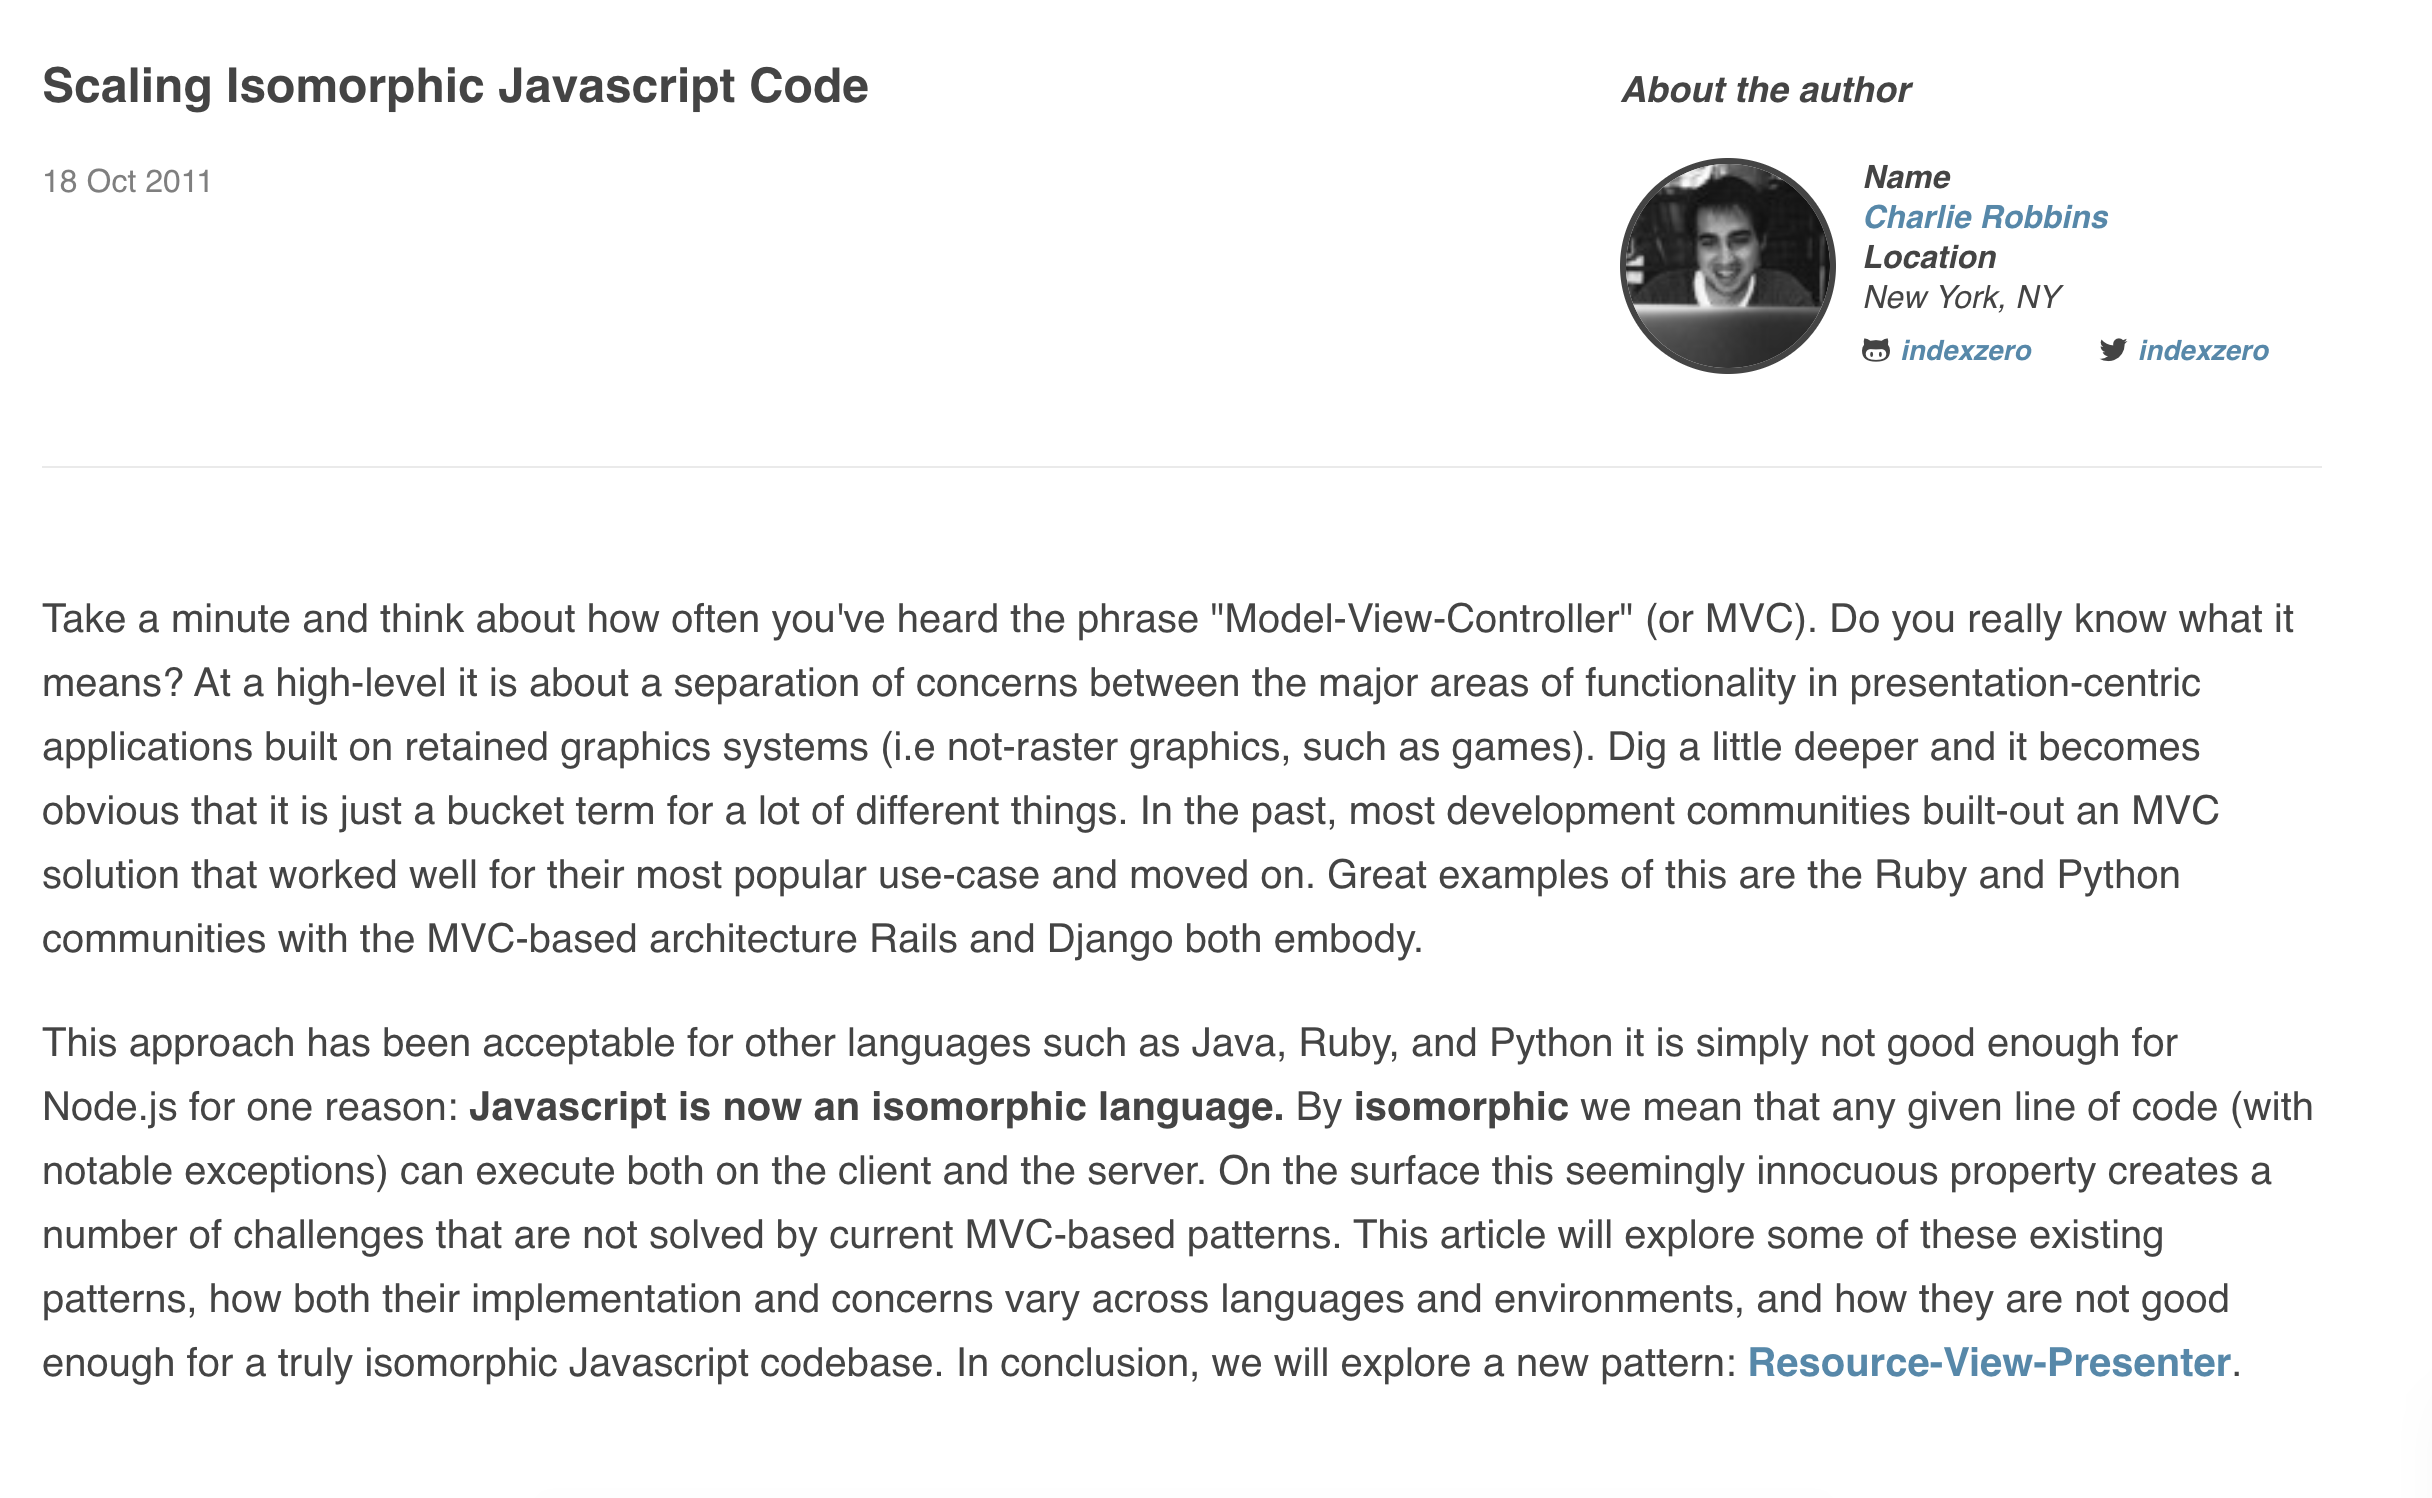 Scaling Isomorphic Javascript Code
18 Oct 2011
About the author
Name
Charlie Robbins
Location
New York, NY
indexzero
indexzero
Take a minute and think about how often you've heard the phrase "Model-View-Controller" (or MVC). Do you really know what it
means? At a high-level it is about a separation of concerns between the major areas of functionality in presentation-centric
applications built on retained graphics systems (i.e not-raster graphics, such as games). Dig a little deeper and it becomes
obvious that it is just a bucket term for a lot of different things. In the past, most development communities built-out an MVC
solution that worked well for their most popular use-case and moved on. Great examples of this are the Ruby and Python
communities with the MVC-based architecture Rails and Django both embody.
This approach has been acceptable for other languages such as Java, Ruby, and Python it is simply not good enough for
Node.js for one reason: Javascript is now an isomorphic language. By isomorphic we mean that any given line of code (with
notable exceptions) can execute both on the client and the server. On the surface this seemingly innocuous property creates a
number of challenges that are not solved by current MVC-based patterns. This article will explore some of these existing
patterns, how both their implementation and concerns vary across languages and environments, and how they are not good
enough for a truly isomorphic Javascript codebase. In conclusion, we will explore a new pattern: Resource-View-Presenter.